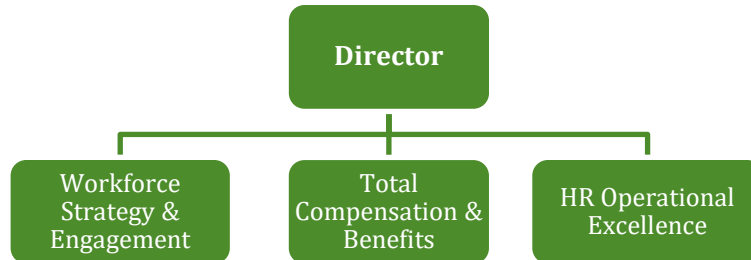 Director
Workforce
Strategy &
Engagement
Total
Compensation &
Benefits
HR Operational
Excellence